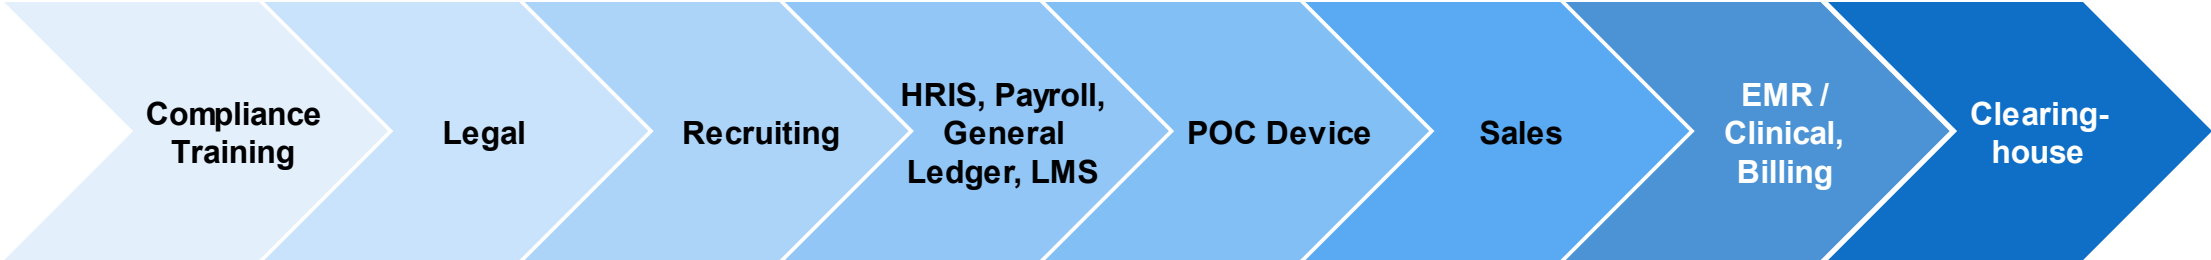 Compliance
Training
Legal
Recruiting
HRIS, Payroll,
General
Ledger, LMS
POC Device
Sales
EMR /
Clinical,
Billing
Clearing-
house